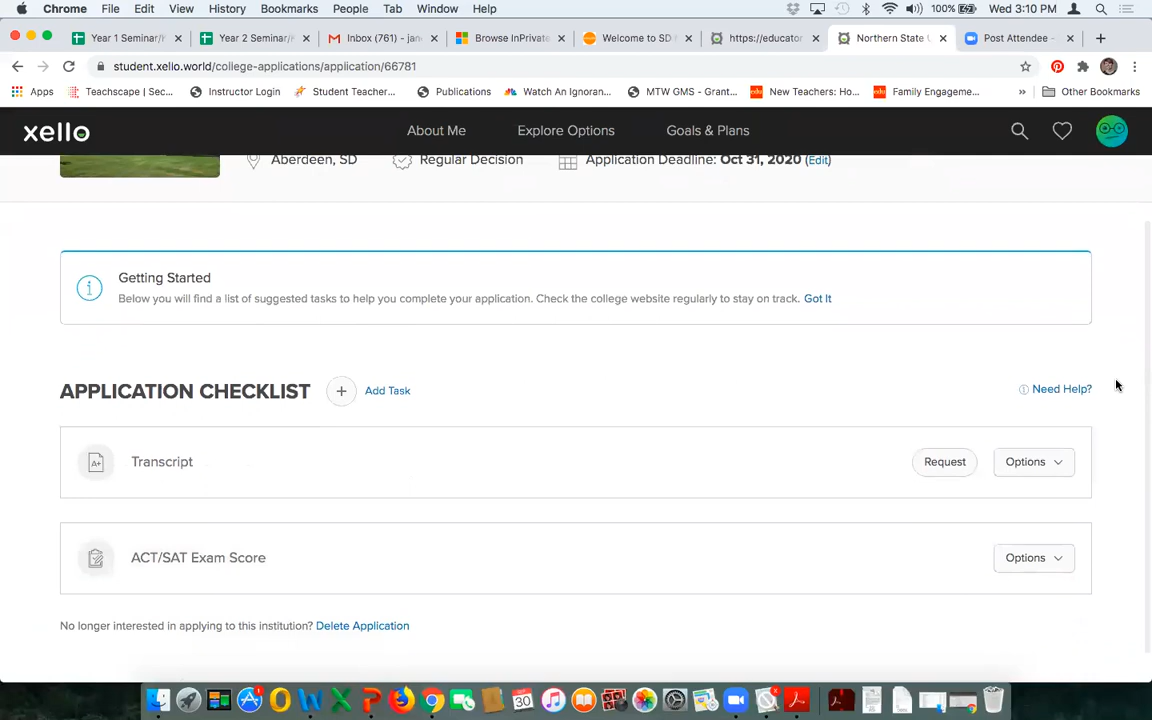 Chrome File Edit View History Bookmarks People Tab Window Help 100% Wed 3:10 PM
Year 1 Seminar/ Year 2 Seminar/ Inbox (761) - jan Browse InPrivat Welcome to SD https://educator Northern State Post Attendee -
student.xello.world/college-applications/application/66781
Apps Teachscape | Sec... Instructor Login Student Teacher... Publications Watch An Ignoran... MTW GMS - Grant... New Teachers: Ho... Family Engageme... » Other Bookmarks
xello About Me Explore Options Goals & Plans
Aberdeen, SD Regular Decision Application Deadline: Oct 31, 2020 (Edit)
Getting Started
Below you will find a list of suggested tasks to help you complete your application. Check the college website regularly to stay on track. Got It
APPLICATION CHECKLIST + Add Task Need Help?
Transcript Request Options
ACT/SAT Exam Score Options
No longer interested in applying to this institution? Delete Application